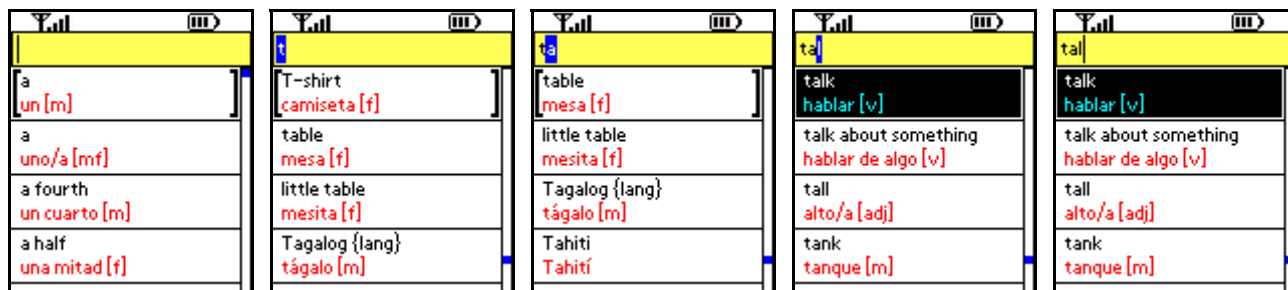 a
un [m]
a
uno/a [mf]
a fourth
un cuarto [m]
a half
una mitad [f]
t
T-shirt
camiseta [f]
table
mesa [f]
little table
mesita [f]
Tagalog {lang}
tágalo [m]
ta
table
mesa [f]
little table
mesita [f]
Tagalog {lang}
tágalo [m]
Tahiti
Tahití
tal
talk
hablar [v]
talk about something
hablar de algo [v]
tall
alto/a [adj]
tank
tanque [m]
tal
talk
hablar [v]
talk about something
hablar de algo [v]
tall
alto/a [adj]
tank
tanque [m]